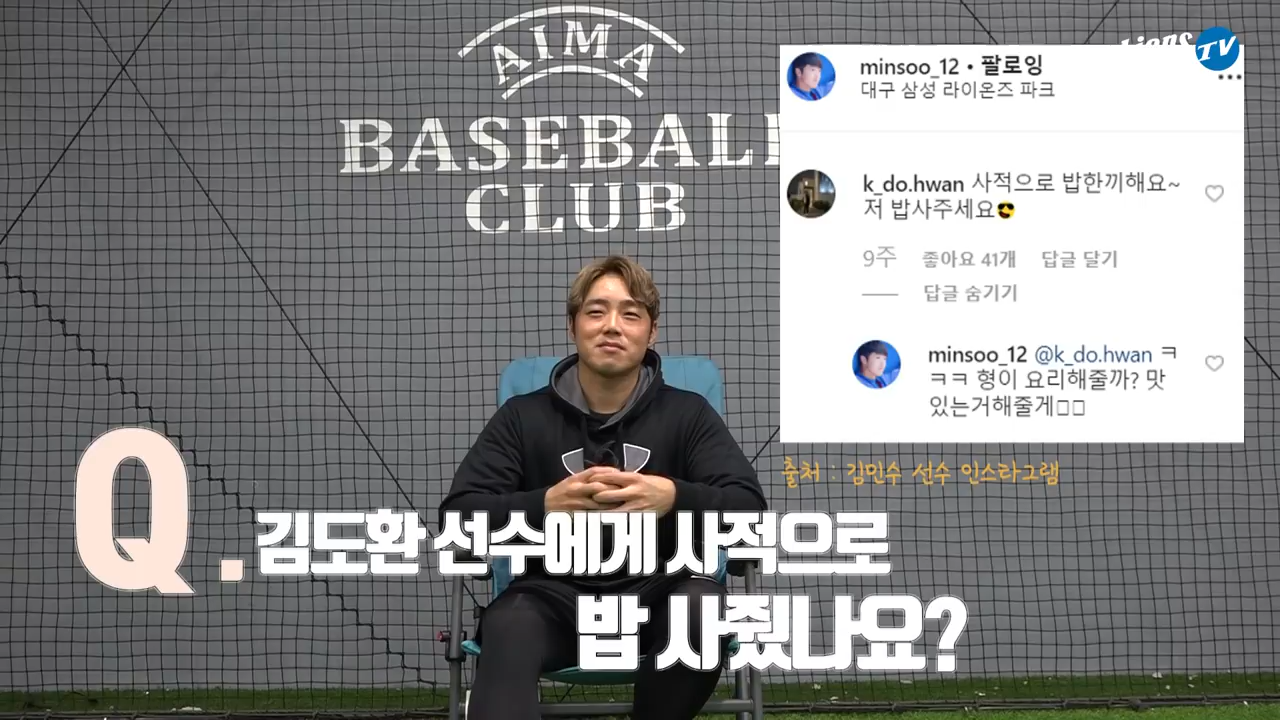 AIMA
BASEBALL
CLUB
Lions TV
minsoo_12 • 팔로잉
대구 삼성 라이온즈 파크
k_do.hwan 사적으로 밥한끼해요~
저 밥사주세요😎
9주 좋아요 41개 답글 달기
답글 숨기기
minsoo_12 @k_do.hwan ㅋ
ㅋㅋ 형이 요리해줄까? 맛
있는거해줄게
출처 : 김민수 선수 인스타그램
Q. 김도환 선수에게 사적으로
밥 사줬나요?